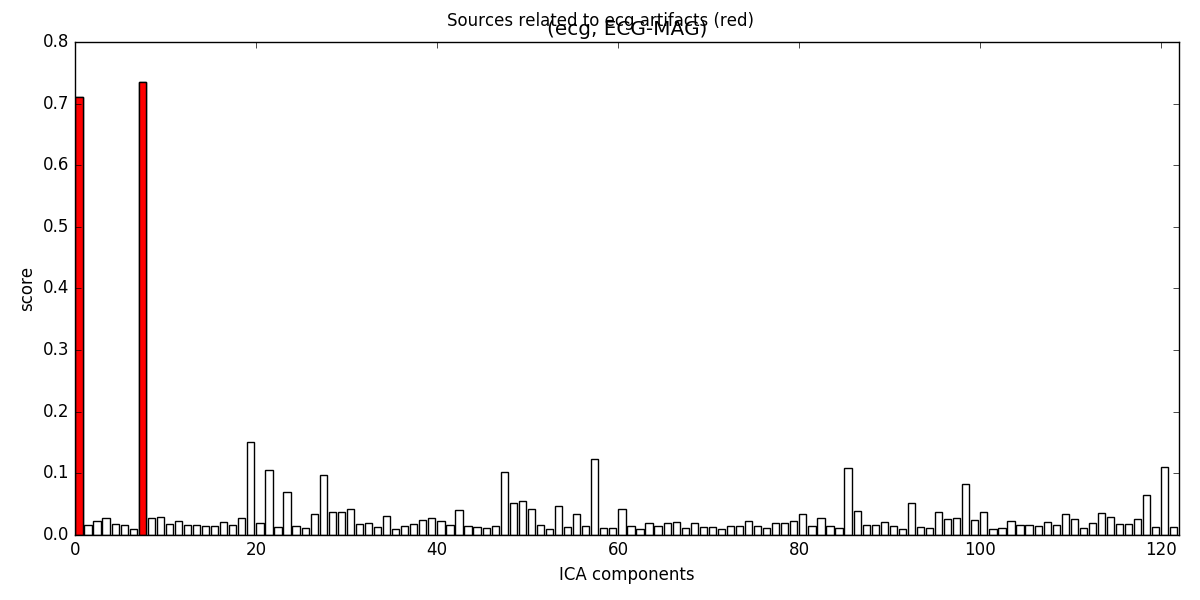 Sources related to ecg artifacts (red)
(ecg, ECG-MAG)
0.8
0.7
0.6
0.5
0.4
0.3
0.2
0.1
0.0
score
0 20 40 60 80 100 120
ICA components